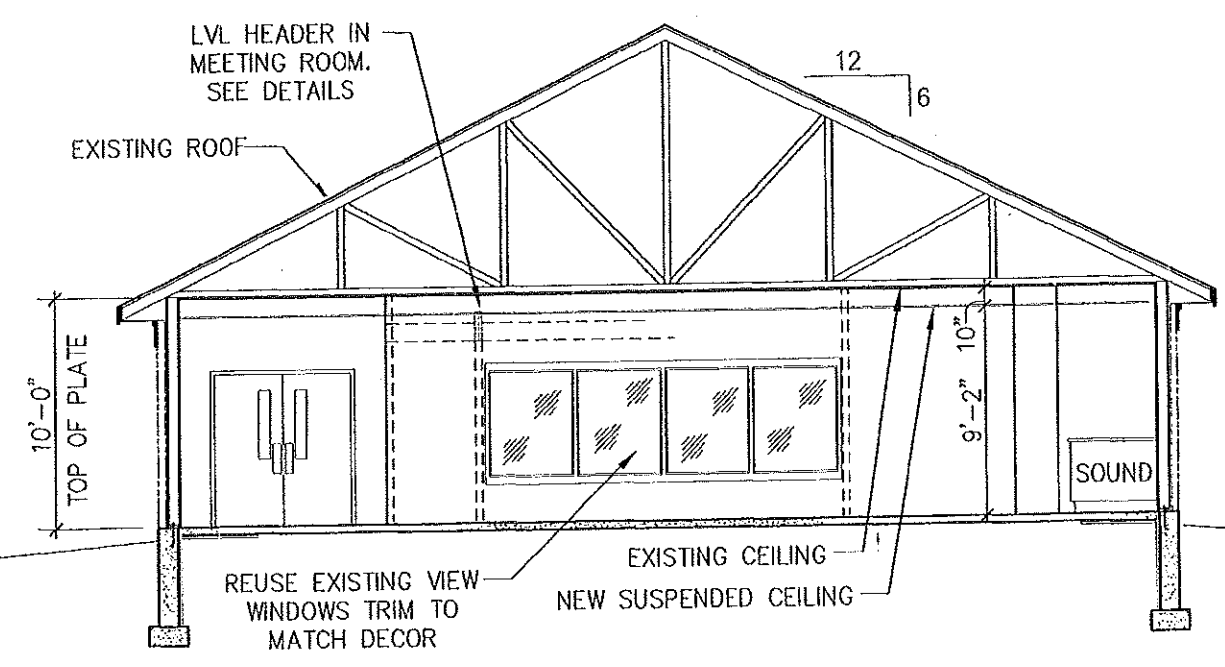 LVL HEADER IN
MEETING ROOM.
SEE DETAILS
12
6
EXISTING ROOF
10'-0"
TOP OF PLATE
10"
9'-2"
SOUND
EXISTING CEILING
NEW SUSPENDED CEILING
REUSE EXISTING VIEW
WINDOWS TRIM TO
MATCH DECOR